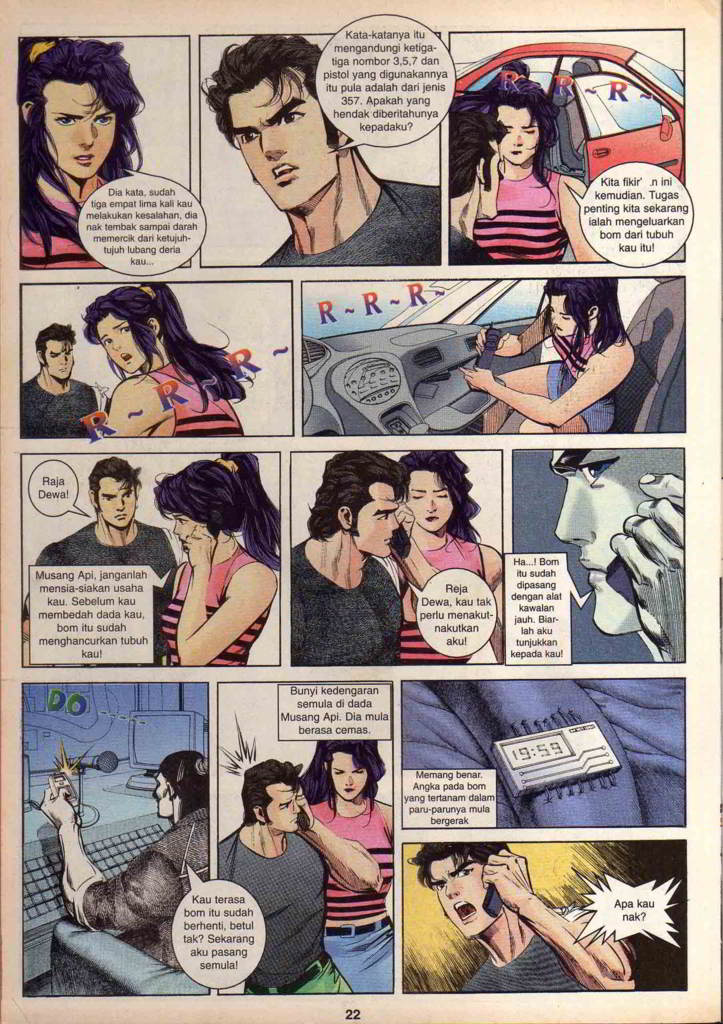 Dia kata, sudah
tiga empat lima kali kau
melakukan kesalahan, dia
nak tembak sampai darah
memercik dari ketujuh-
tujuh lubang deria
kau...
Kata-katanya itu
mengandungi ketiga-
tiga nombor 3,5,7 dan
pistol yang digunakannya
itu pula adalah dari jenis
357. Apakah yang
hendak diberitahunya
kepadaku?
R ~ R ~ R ~
Kita fikir' .n ini
kemudian. Tugas
penting kita sekarang
ialah mengeluarkan
bom dari tubuh
kau itu!
R ~ R ~ R ~
R ~ R ~ R ~
Raja
Dewa!
Musang Api, janganlah
mensia-siakan usaha
kau. Sebelum kau
membedah dada kau,
bom itu sudah
menghancurkan tubuh
kau!
Reja
Dewa, kau tak
perlu menakut-
nakutkan
aku!
Ha...! Bom
itu sudah
dipasang
dengan alat
kawalan
jauh. Biar-
lah aku
tunjukkan
kepada kau!
DO
Kau terasa
bom itu sudah
berhenti, betul
tak? Sekarang
aku pasang
semula!
Bunyi kedengaran
semula di dada
Musang Api. Dia mula
berasa cemas.
19:59
Memang benar.
Angka pada bom
yang tertanam dalam
paru-parunya mula
bergerak
Apa kau
nak?
22